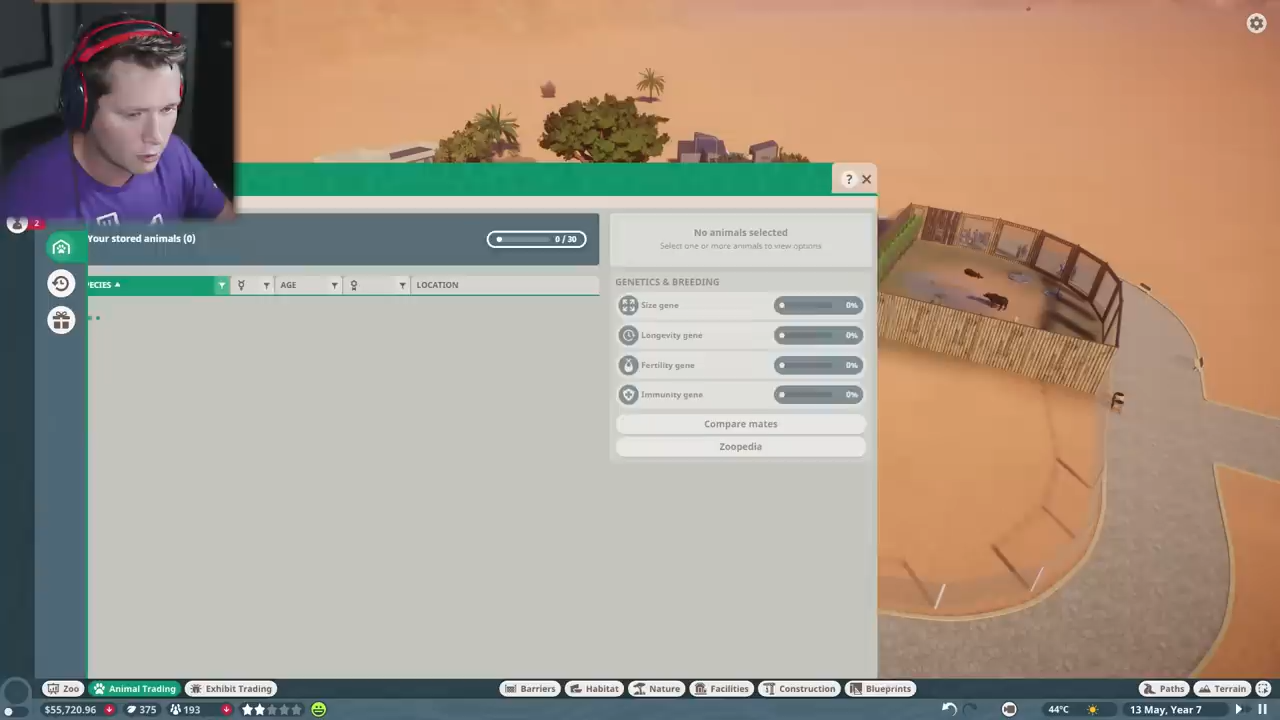 2
Your stored animals (0)
0 / 30
?
No animals selected
Select one or more animals to view options
PECIES
AGE
LOCATION
GENETICS & BREEDING
Size gene 0%
Longevity gene 0%
Fertility gene 0%
Immunity gene 0%
Compare mates
Zoopedia
Zoo Animal Trading Exhibit Trading Barriers Habitat Nature Facilities Construction Blueprints Paths Terrain
$55,720.96 375 193 44°C 13 May, Year 7